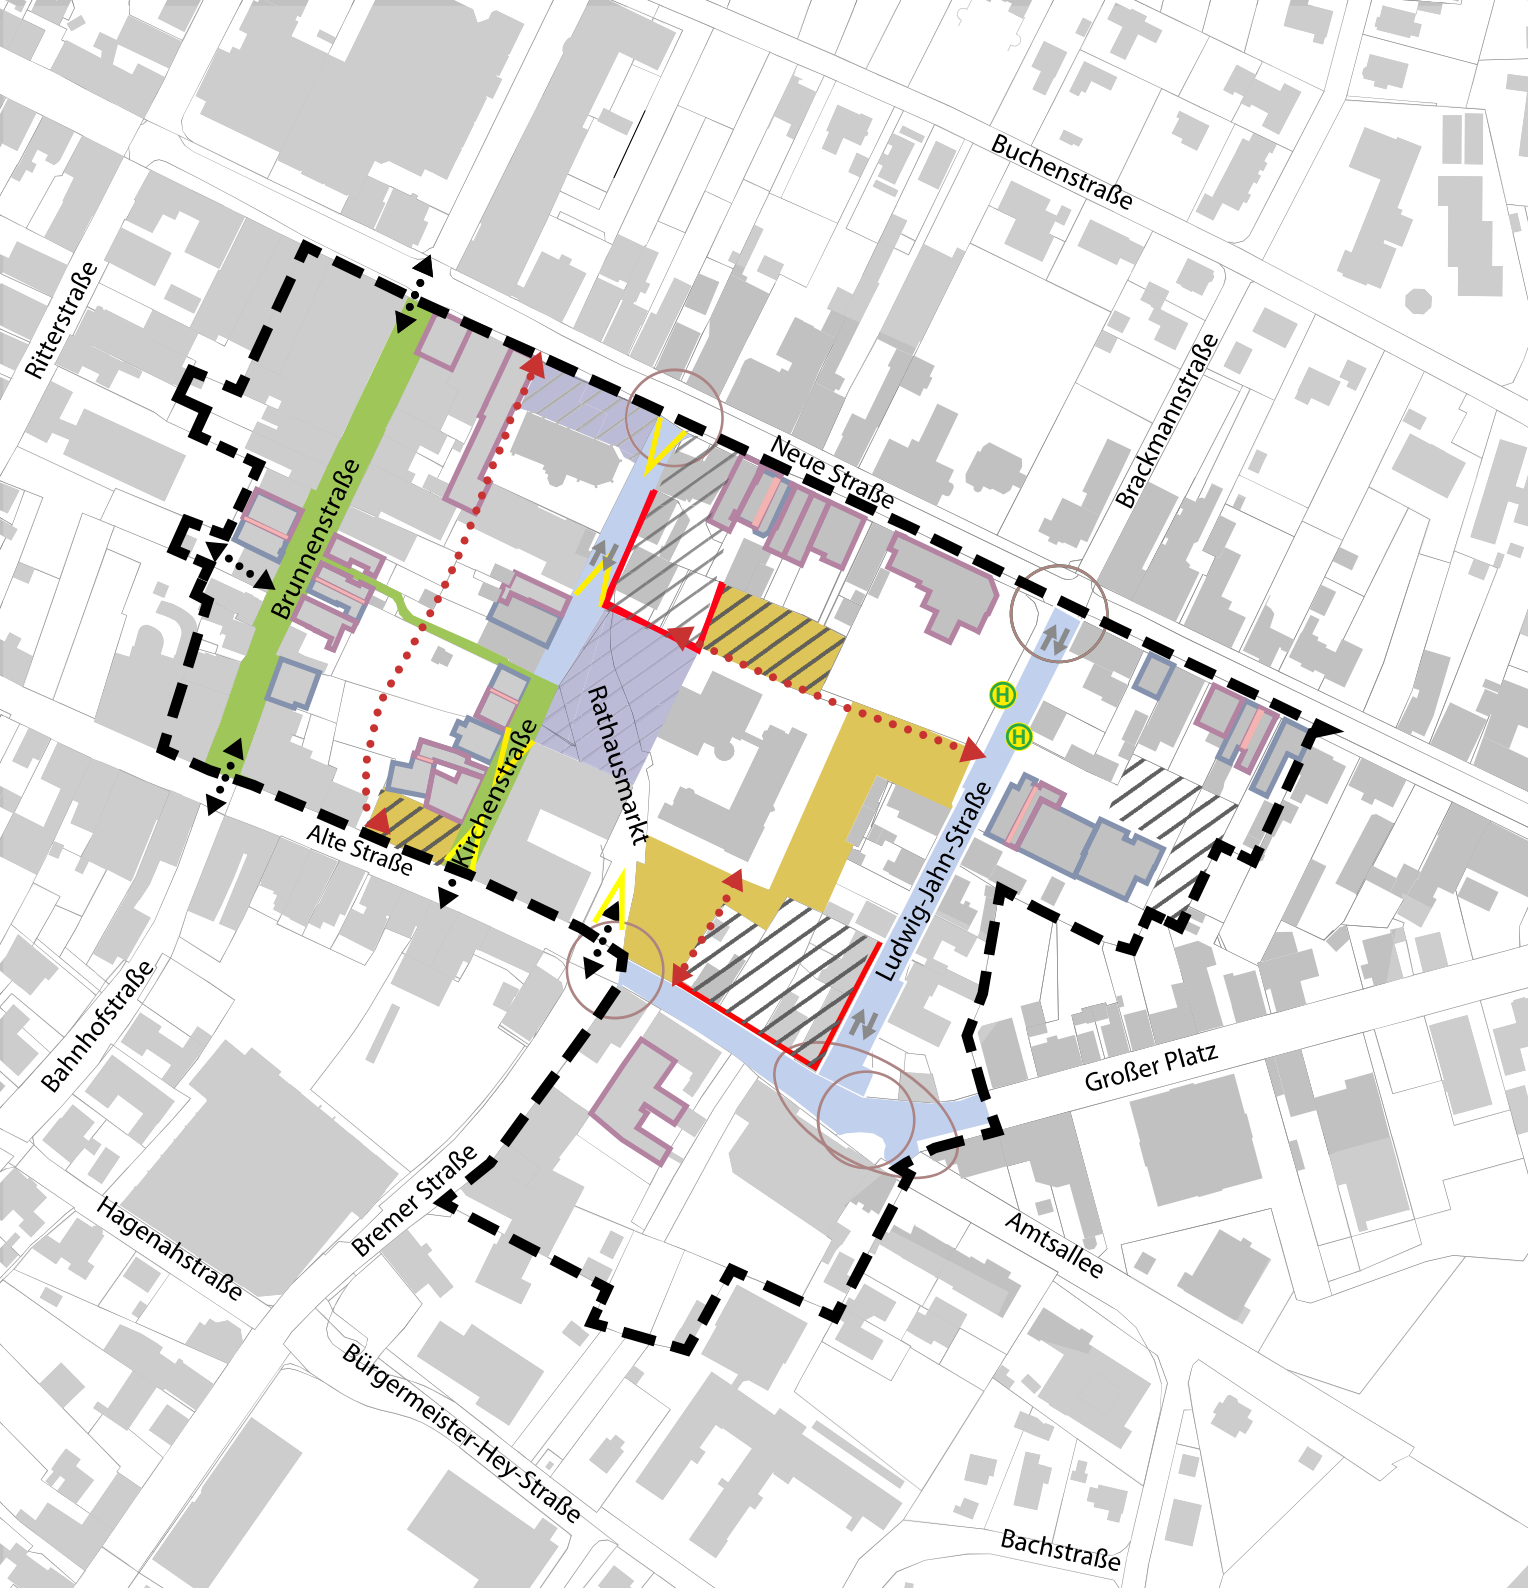 Buchenstraße
Ritterstraße
Brackmannstraße
Neue Straße
Brunnenstraße
H
H
Rathausmarkt
Kirchenstraße
Ludwig-Jahn-Straße
Alte Straße
Bahnhofstraße
Großer Platz
Bremer Straße
Hagenahstraße
Amtsallee
Bürgermeister-Hey-Straße
Bachstraße